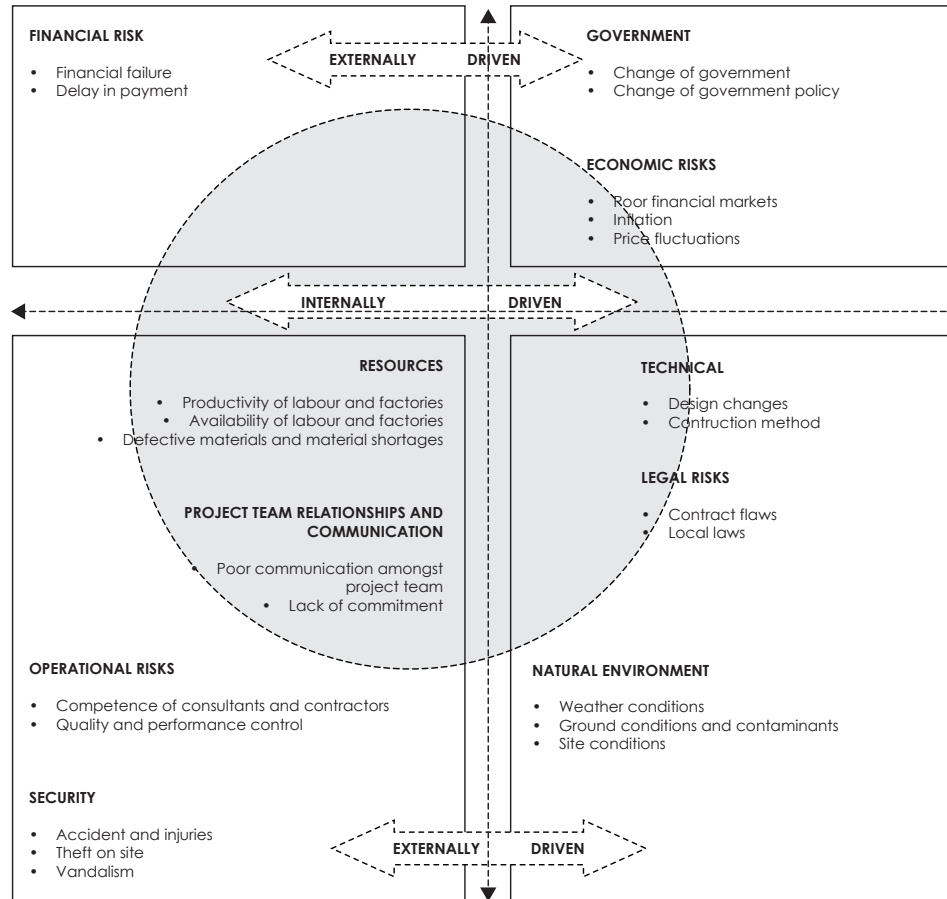 FINANCIAL RISK
• Financial failure
• Delay in payment
EXTERNALLY DRIVEN
GOVERNMENT
• Change of government
• Change of government policy
ECONOMIC RISKS
• Poor financial markets
• Inflation
• Price fluctuations
INTERNALLY DRIVEN
RESOURCES
• Productivity of labour and factories
• Availability of labour and factories
• Defective materials and material shortages
PROJECT TEAM RELATIONSHIPS AND
COMMUNICATION
• Poor communication amongst
project team
• Lack of commitment
TECHNICAL
• Design changes
• Contruction method
LEGAL RISKS
• Contract flaws
• Local laws
OPERATIONAL RISKS
• Competence of consultants and contractors
• Quality and performance control
SECURITY
• Accident and injuries
• Theft on site
• Vandalism
NATURAL ENVIRONMENT
• Weather conditions
• Ground conditions and contaminants
• Site conditions
EXTERNALLY DRIVEN